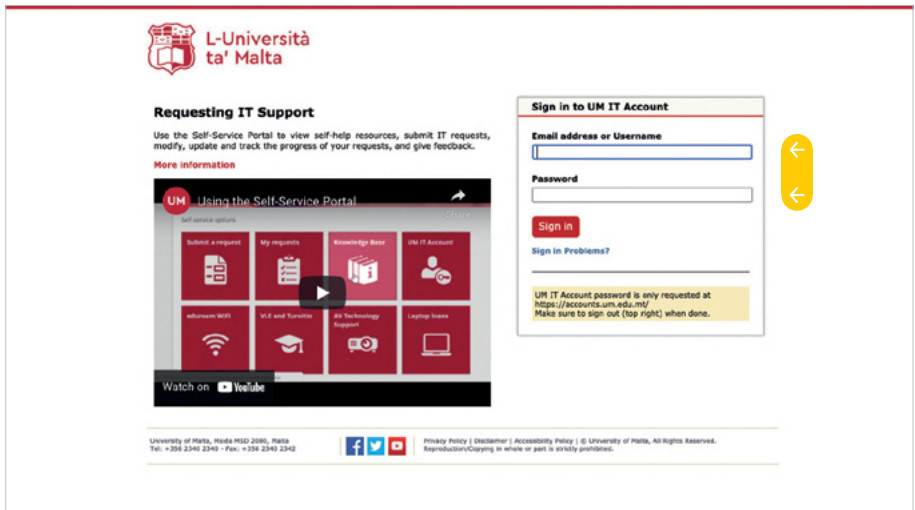 L-Università
ta' Malta
Requesting IT Support
Use the Self-Service Portal to view self-help resources, submit IT requests,
modify, update and track the progress of your requests, and give feedback.
More information
UM Using the Self-Service Portal
Share
Self service options
Submit a request
My requests
Knowledge Base
UM IT Account
eduroam WiFi
VLE and Turnitin
AV Technology
Support
Laptop loans
Watch on YouTube
Sign in to UM IT Account
Email address or Username
Password
Sign in
Sign in Problems?
UM IT Account password is only requested at
https://accounts.um.edu.mt/
Make sure to sign out (top right) when done.
University of Malta, Msida MSD 2080, Malta
Tel: +356 2340 2340 - Fax: +356 2340 2342
Privacy Policy | Disclaimer | Accessibility Policy | © University of Malta, All Rights Reserved.
Reproduction/Copying in whole or part is strictly prohibited.